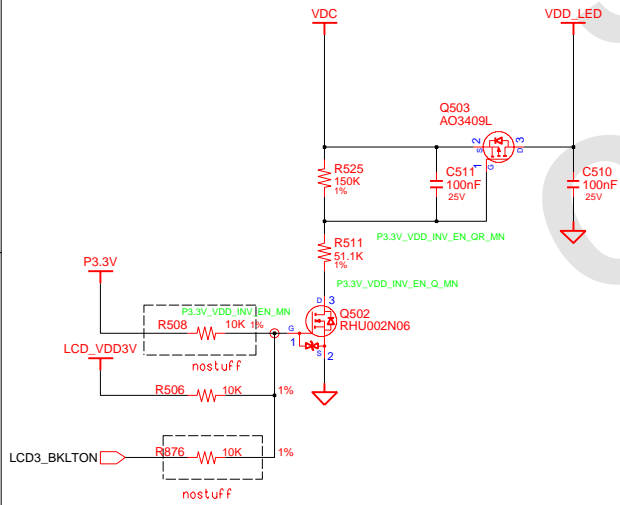 VDC
VDD_LED
Q503
AO3409L
2
3
S
D
1
G
R525
150K
1%
C511
100nF
25V
C510
100nF
25V
P3.3V_VDD_INV_EN_QR_MN
R511
51.1K
1%
P3.3V
P3.3V_VDD_INV_EN_Q_MN
D
3
P3.3V_VDD_INV_EN_MN
Q502
RHU002N06
R508
10K
1%
G
1
S
2
LCD_VDD3V
nostuff
R506
10K
1%
LCD3_BKLTON
R876
10K
1%
nostuff